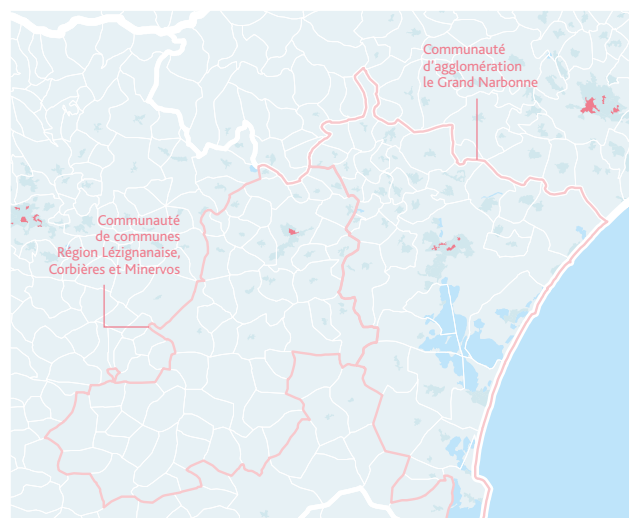 Communauté
d'agglomération
le Grand Narbonne
Communauté
de communes
Région Lézignanaise,
Corbières et Minervos